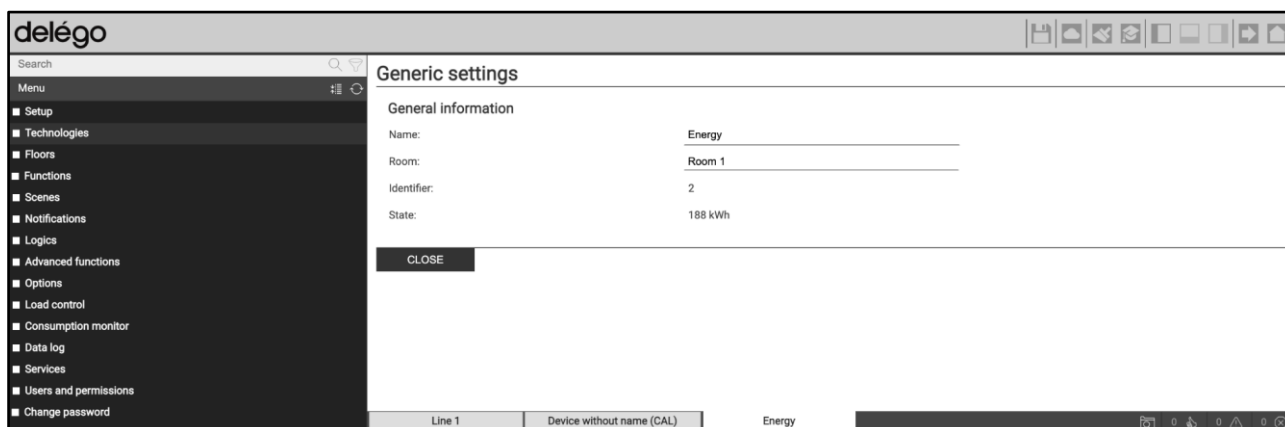 delégo
Search
Menu
Setup
Technologies
Floors
Functions
Scenes
Notifications
Logics
Advanced functions
Options
Load control
Consumption monitor
Data log
Services
Users and permissions
Change password
Generic settings
General information
Name: Energy
Room: Room 1
Identifier: 2
State: 188 kWh
CLOSE
Line 1 Device without name (CAL) Energy
0 0 0